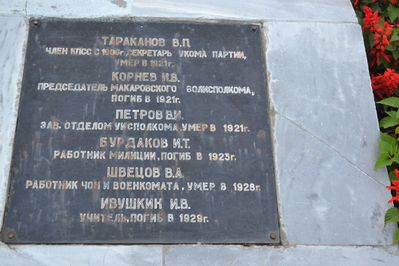 ТАРАКАНОВ В.П.
ЧЛЕН КПСС С 1906г., СЕКРЕТАРЬ УКОМА ПАРТИИ,
УМЕР В 1921г.
КОРНЕВ И.В.
ПРЕДСЕДАТЕЛЬ МАКАРОВСКОГО ВОЛИСПОЛКОМА,
ПОГИБ В 1921г.
ПЕТРОВ В.И.
ЗАВ. ОТДЕЛОМ УИСПОЛКОМА, УМЕР В 1921г.
БУРДАКОВ И.Т.
РАБОТНИК МИЛИЦИИ, ПОГИБ В 1923г.
ШВЕЦОВ В.А.
РАБОТНИК ЧОН И ВОЕНКОМАТА, УМЕР В 1928г.
ИВУШКИН И.В.
УЧИТЕЛЬ, ПОГИБ В 1929г.